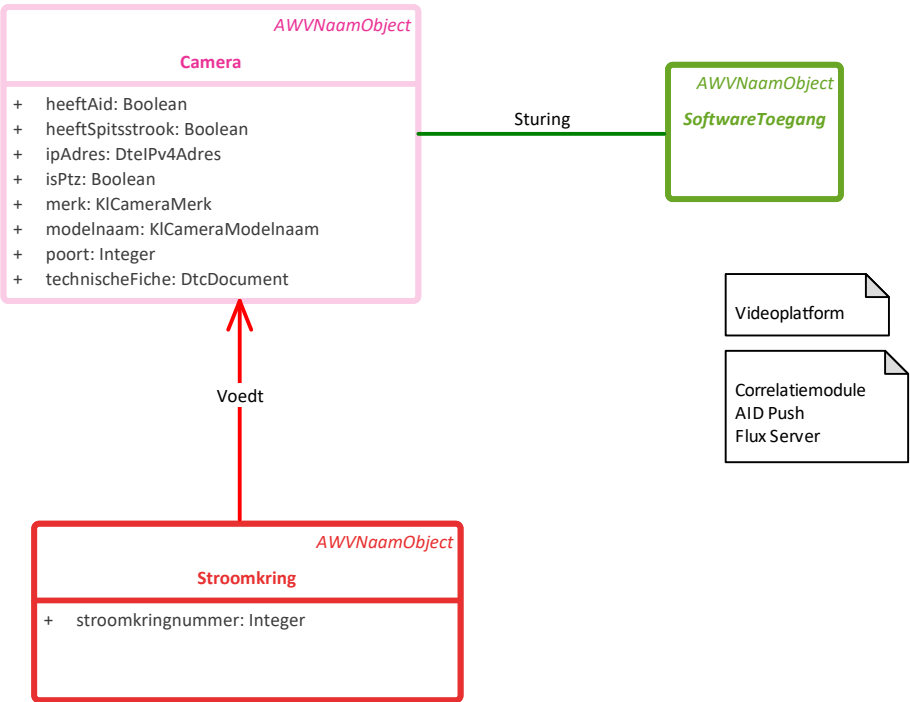 AWVNaamObject
Camera
+ heeftAid: Boolean
+ heeftSpitsstrook: Boolean
+ ipAdres: DteIPv4Adres
+ isPtz: Boolean
+ merk: KlCameraMerk
+ modelnaam: KlCameraModelnaam
+ poort: Integer
+ technischeFiche: DtcDocument
Sturing
AWVNaamObject
SoftwareToegang
Videoplatform
Correlatiemodule
AID Push
Flux Server
Voedt
AWVNaamObject
Stroomkring
+ stroomkringnummer: Integer